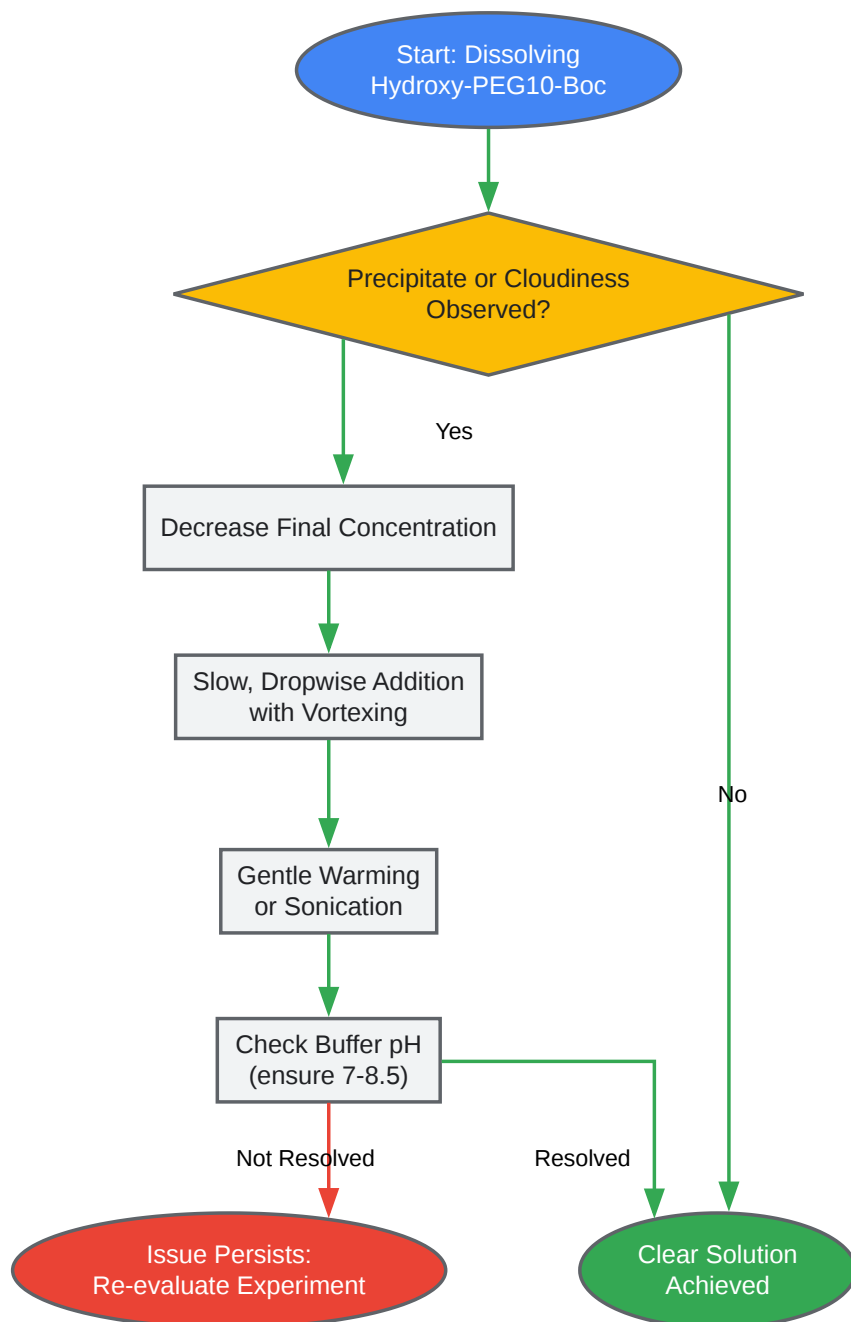 Start: Dissolving
Hydroxy-PEG10-Boc
Precipitate or Cloudiness
Observed?
Yes
Decrease Final Concentration
Slow, Dropwise Addition
with Vortexing
No
Gentle Warming
or Sonication
Check Buffer pH
(ensure 7-8.5)
Not Resolved
Resolved
Issue Persists:
Re-evaluate Experiment
Clear Solution
Achieved